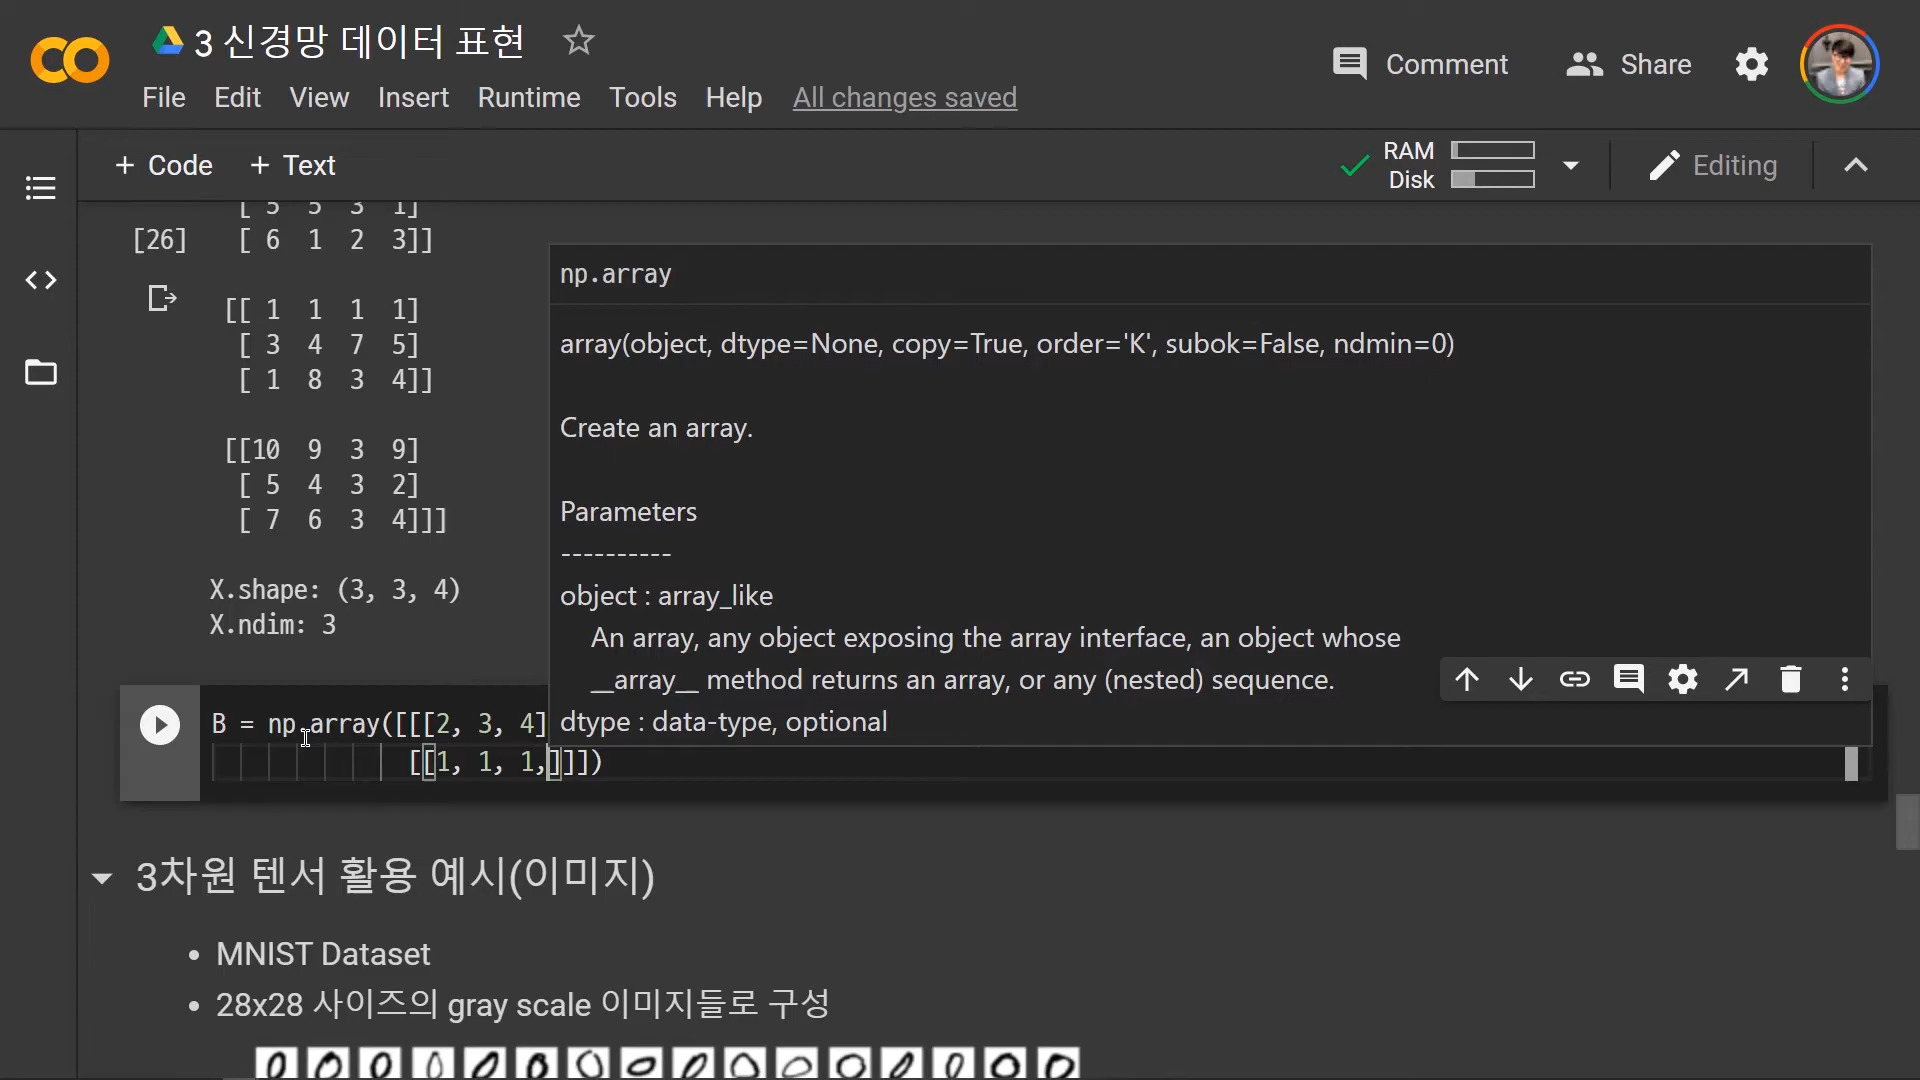 3 신경망 데이터 표현
Comment
Share
File Edit View Insert Runtime Tools Help All changes saved
+ Code + Text
RAM
Disk
Editing
[ 5 5 3 1]
[26] [ 6 1 2 3]]
[[ 1 1 1 1]
[ 3 4 7 5]
[ 1 8 3 4]]
[[10 9 3 9]
[ 5 4 3 2]
[ 7 6 3 4]]]
X.shape: (3, 3, 4)
X.ndim: 3
np.array
array(object, dtype=None, copy=True, order='K', subok=False, ndmin=0)
Create an array.
Parameters
----------
object : array_like
An array, any object exposing the array interface, an object whose
__array__ method returns an array, or any (nested) sequence.
dtype : data-type, optional
B = np.array([[[2, 3, 4]
[[1, 1, 1,]]])
3차원 텐서 활용 예시(이미지)
• MNIST Dataset
• 28x28 사이즈의 gray scale 이미지들로 구성